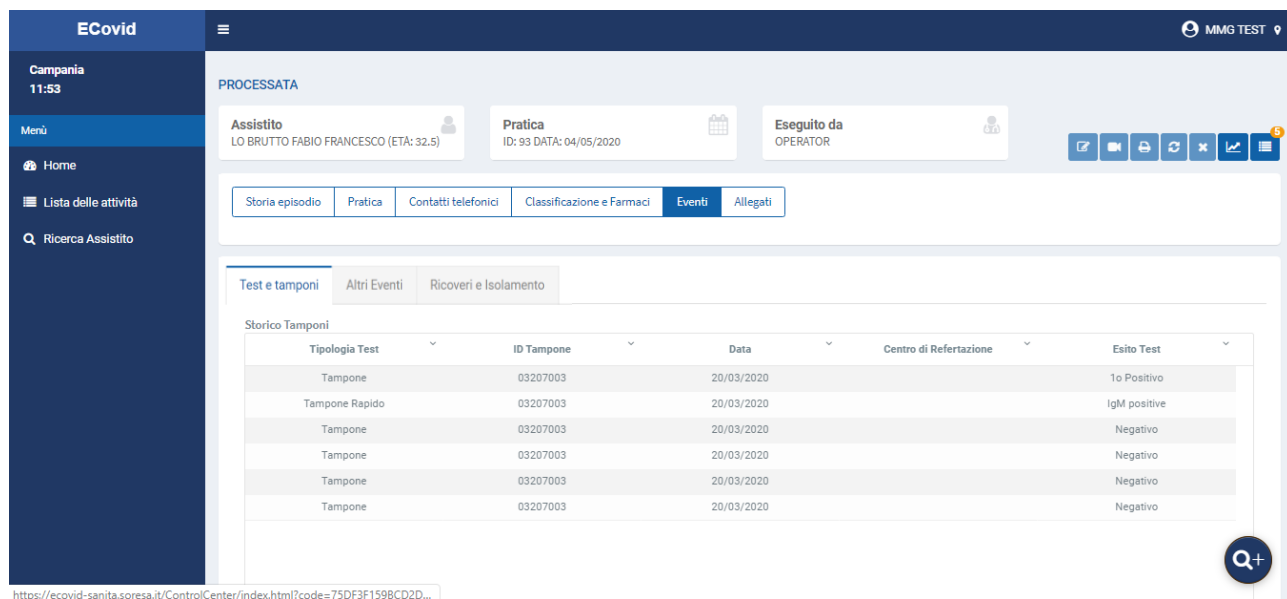 ECovid
MMG TEST
Campania
11:53
Menù
Home
Lista delle attività
Ricerca Assistito
PROCESSATA
Assistito
LO BRUTTO FABIO FRANCESCO (ETÀ: 32.5)
Pratica
ID: 93 DATA: 04/05/2020
Eseguito da
OPERATOR
5
Storia episodio Pratica Contatti telefonici Classificazione e Farmaci Eventi Allegati
Test e tamponi Altri Eventi Ricoveri e Isolamento
Storico Tamponi
Tipologia Test ID Tampone Data Centro di Refertazione Esito Test
Tampone 03207003 20/03/2020 1o Positivo
Tampone Rapido 03207003 20/03/2020 IgM positive
Tampone 03207003 20/03/2020 Negativo
Tampone 03207003 20/03/2020 Negativo
Tampone 03207003 20/03/2020 Negativo
Tampone 03207003 20/03/2020 Negativo
https://ecovid-sanita.soresa.it/ControlCenter/index.html?code=75DF3F159BCD2D...